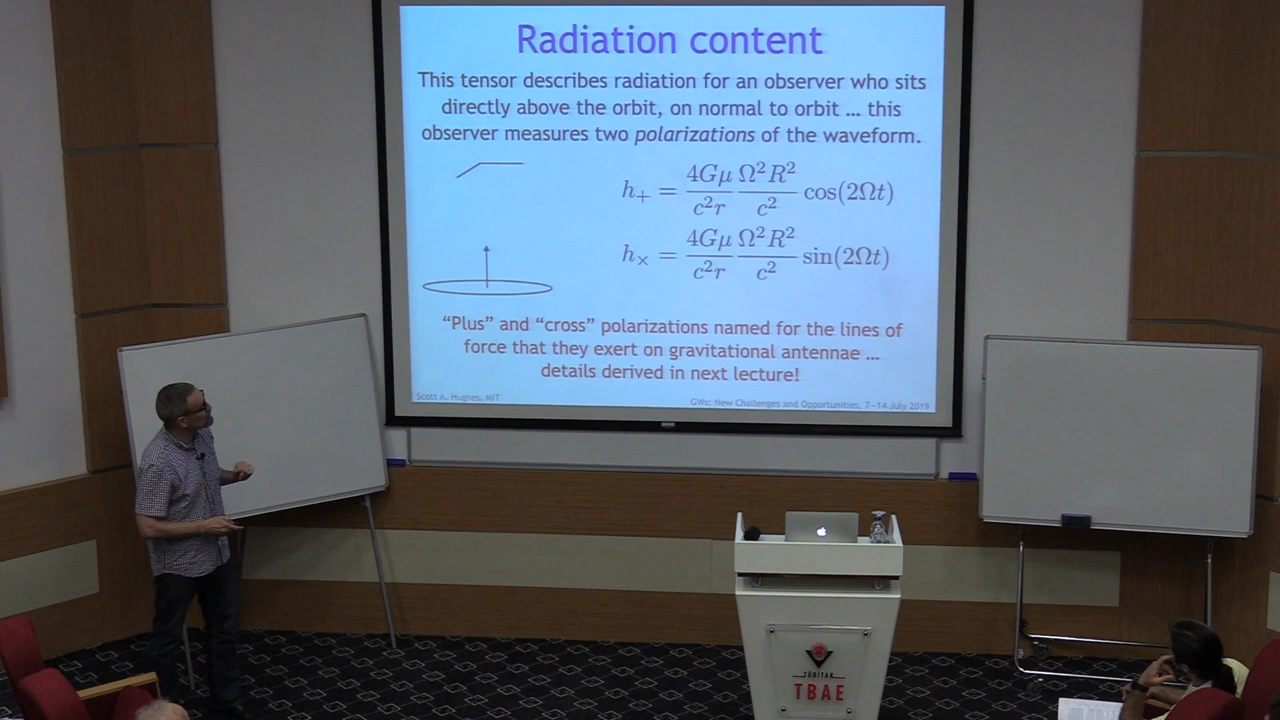 Radiation content
This tensor describes radiation for an observer who sits
directly above the orbit, on normal to orbit … this
observer measures two polarizations of the waveform.
h₊ = 4Gμ/c²r Ω²R²/c² cos(2Ωt)
h× = 4Gμ/c²r Ω²R²/c² sin(2Ωt)
“Plus” and “cross” polarizations named for the lines of
force that they exert on gravitational antennae …
details derived in next lecture!
Scott A. Hughes, MIT
GWs: New Challenges and Opportunities, 7—14 July 2019
TÜBİTAK
TBAE